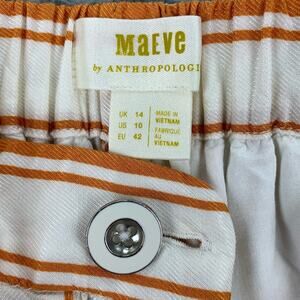 MAEVE
by ANTHROPOLOGI
UK 14
US 10
EU 42
MADE IN
VIETNAM
FABRIQUÉ
AU
VIETNAM